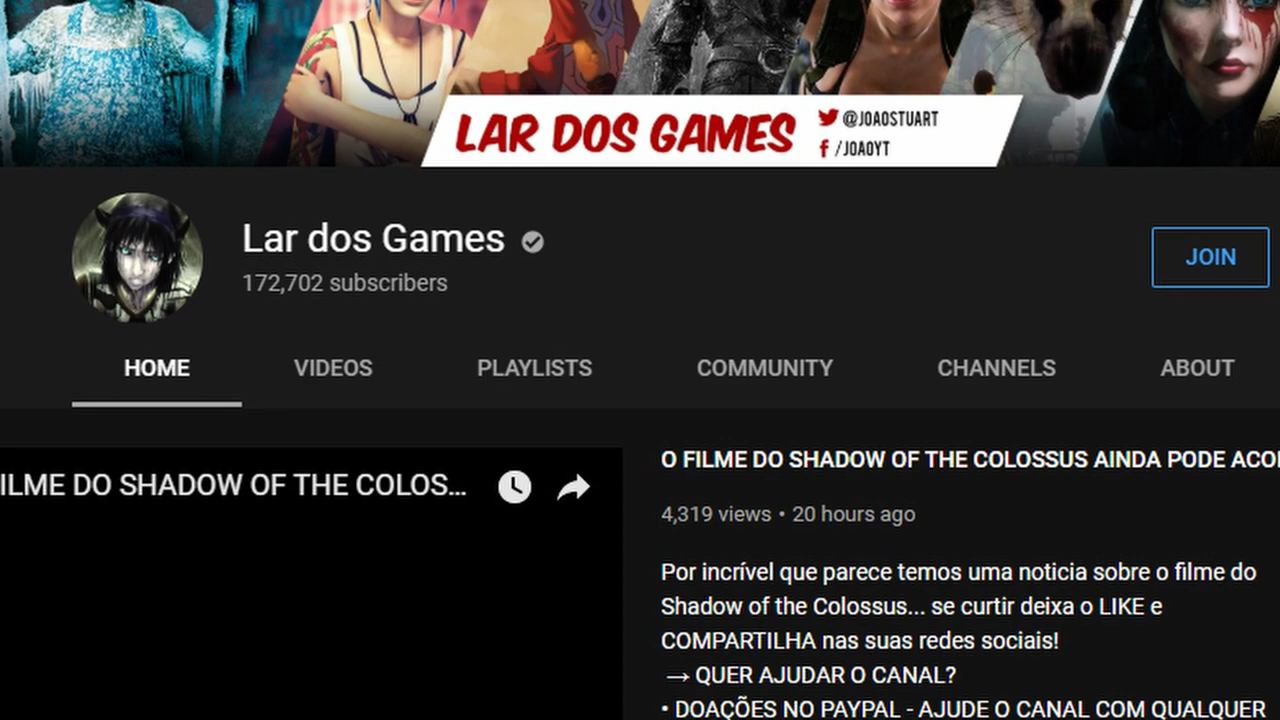 LAR DOS GAMES
@JOAOSTUART
/JOAOYT
Lar dos Games
172,702 subscribers
JOIN
HOME VIDEOS PLAYLISTS COMMUNITY CHANNELS ABOUT
ILME DO SHADOW OF THE COLOS...
O FILME DO SHADOW OF THE COLOSSUS AINDA PODE
4,319 views • 20 hours ago
Por incrível que parece temos uma noticia sobre o filme do
Shadow of the Colossus... se curtir deixa o LIKE e
COMPARTILHA nas suas redes sociais!
→ QUER AJUDAR O CANAL?
• DOAÇÕES NO PAYPAL - AJUDE O CANAL COM QUALQUER